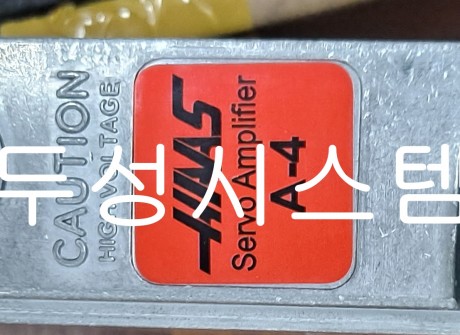 CAUTION
HIGH VOLTAGE
HAAS
Servo Amplifier
A-4
두성시스템